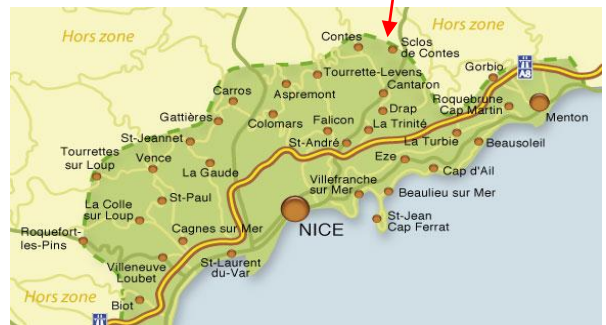 Hors zone
Hors zone
Contes
Sclos
de Contes
Tourrette-Levens
Gorbio
A8
Cantaron
Carros
Aspremont
Roquebrune
Cap Martin
Drap
Gattières
Colomars
Falicon
La Trinité
Menton
St-Jeannet
St-André
La Turbie
Beausoleil
Tourrettes
sur Loup
Vence
Eze
La Gaude
Cap d'Ail
Villefranche
sur Mer
St-Paul
Beaulieu sur Mer
La Colle
sur Loup
NICE
St-Jean
Cap Ferrat
Roquefort-
les-Pins
Cagnes sur Mer
Villeneuve
Loubet
St-Laurent
du-Var
Hors zone
Biot